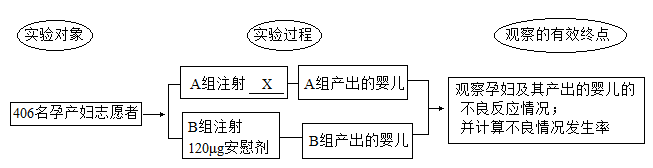 实验对象
实验过程
观察的有效终点
406名孕产妇志愿者
A组注射 X
A组产出的婴儿
B组注射
120μg安慰剂
B组产出的婴儿
观察孕妇及其产出的婴儿的
不良反应情况;
并计算不良情况发生率